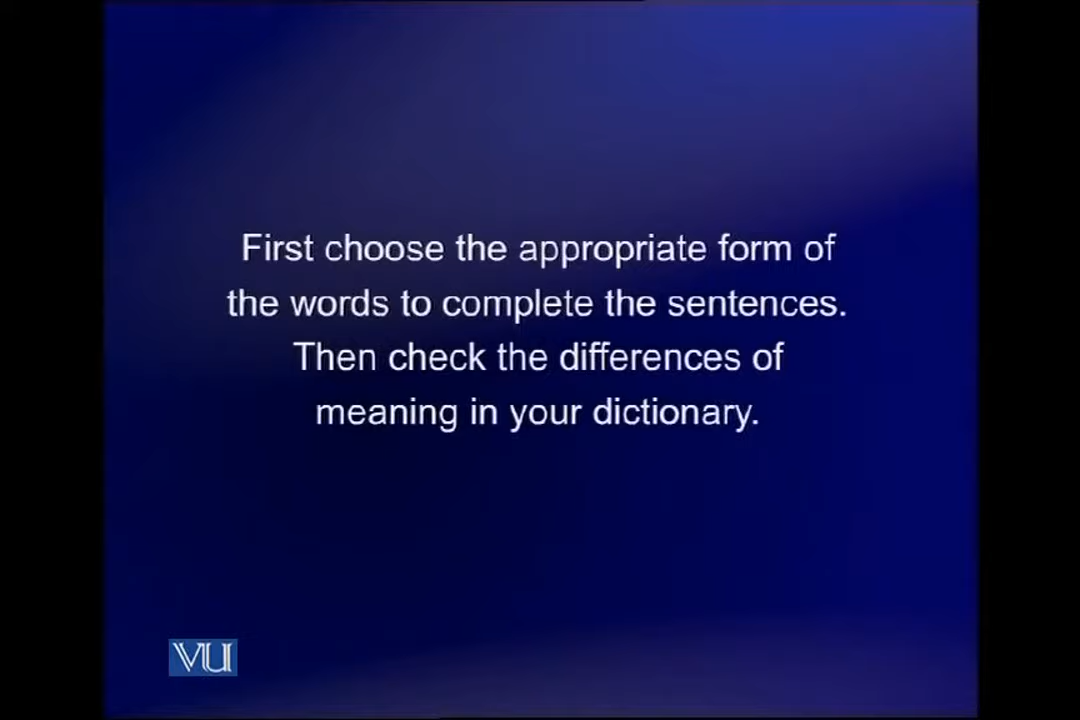 First choose the appropriate form of
the words to complete the sentences.
Then check the differences of
meaning in your dictionary.
VU